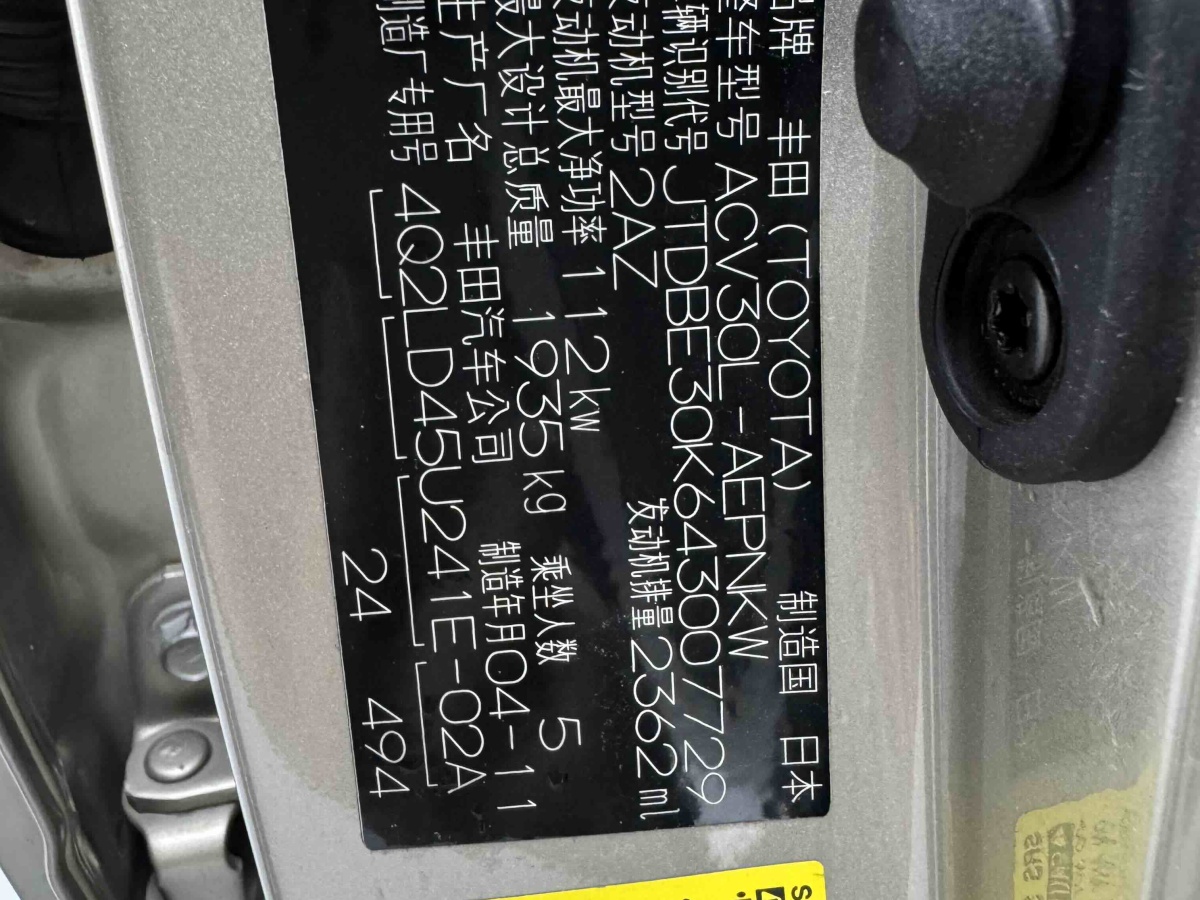 品牌 丰田(TOYOTA) 制造国 日本
整车型号 ACV30L-AEPNKW
车辆识别代号 JTDBE30K643007729
发动机型号 2AZ 发动机排量 2362ml
发动机最大净功率 112kW
最大设计总质量 1935kg 乘坐人数 5
生产厂名 丰田汽车公司 制造年月 04-11
制造厂专用号 4Q2LD45U241E-02A
24 494